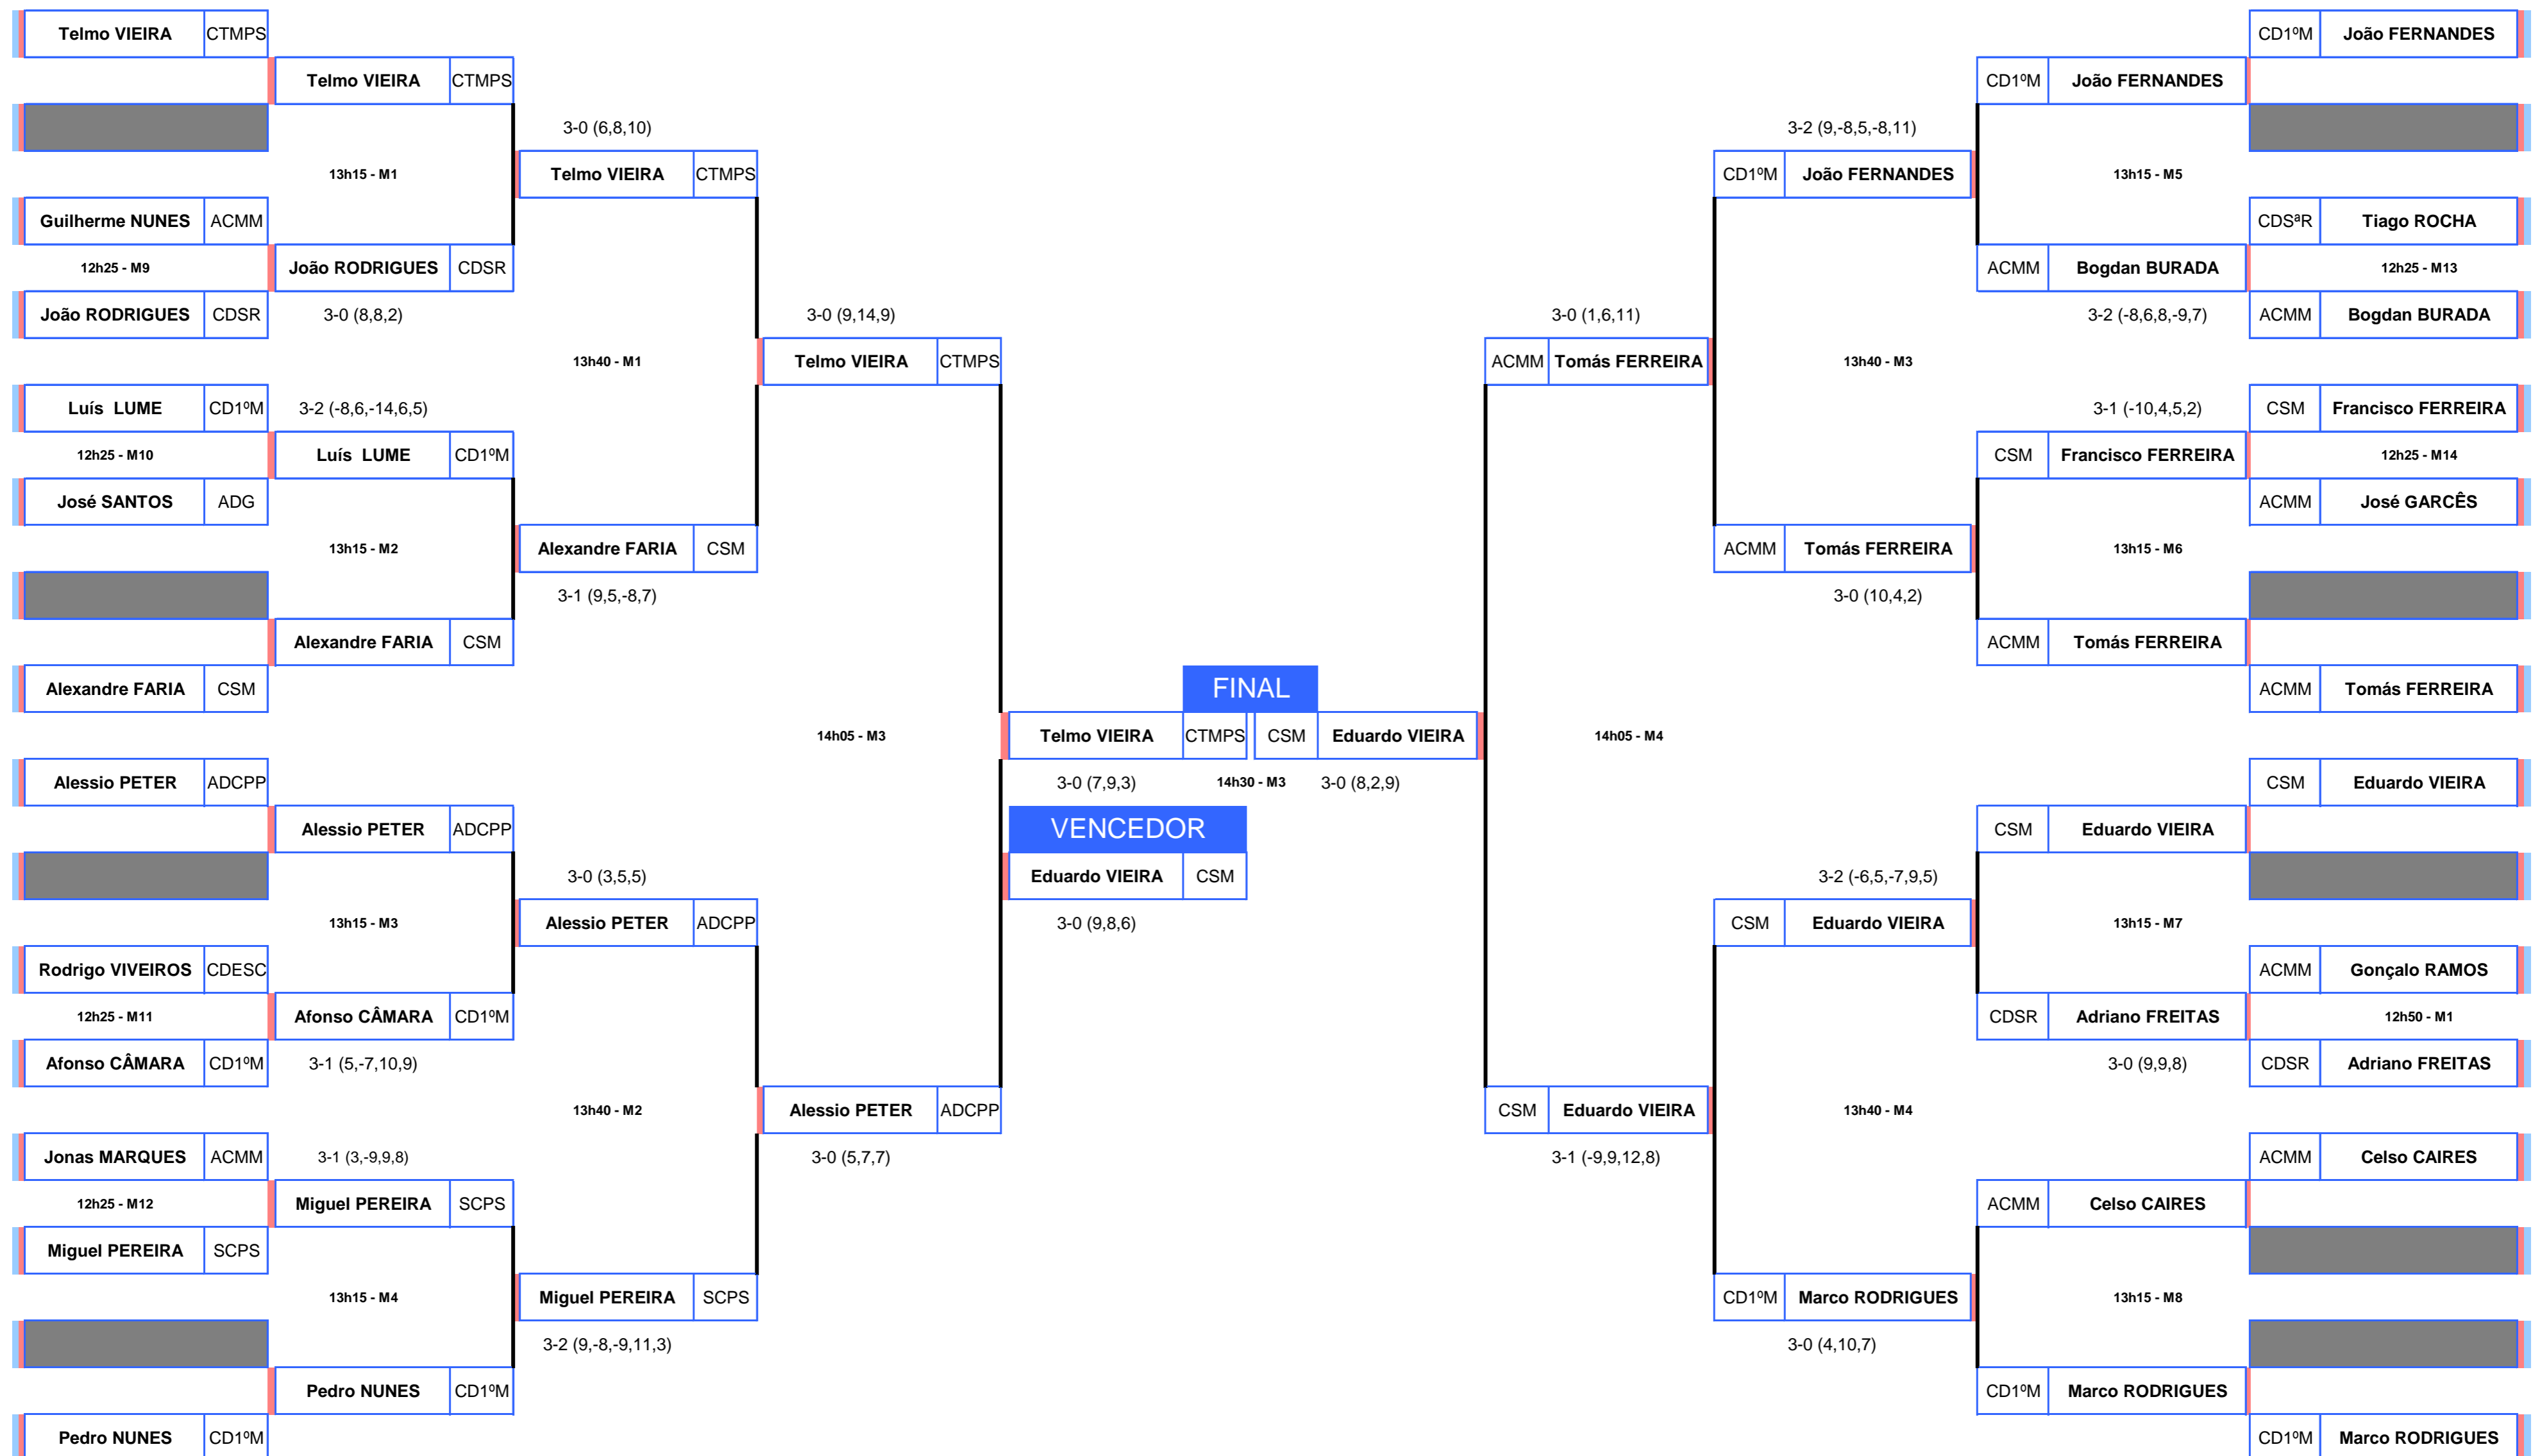 Telmo VIEIRA CTMPS CD1ºM João FERNANDES
Telmo VIEIRA CTMPS CD1ºM João FERNANDES
3-0 (6,8,10) 3-2 (9,-8,5,-8,11)
13h15 - M1 Telmo VIEIRA CTMPS CD1ºM João FERNANDES 13h15 - M5
Guilherme NUNES ACMM CDSªR Tiago ROCHA
12h25 - M9 João RODRIGUES CDSR ACMM Bogdan BURADA 12h25 - M13
João RODRIGUES CDSR 3-0 (8,8,2) 3-0 (9,14,9) 3-0 (1,6,11) 3-2 (-8,6,8,-9,7) ACMM Bogdan BURADA
13h40 - M1 Telmo VIEIRA CTMPS ACMM Tomás FERREIRA 13h40 - M3
Luís LUME CD1ºM 3-2 (-8,6,-14,6,5) 3-1 (-10,4,5,2) CSM Francisco FERREIRA
12h25 - M10 Luís LUME CD1ºM CSM Francisco FERREIRA 12h25 - M14
José SANTOS ADG ACMM José GARCÊS
13h15 - M2 Alexandre FARIA CSM ACMM Tomás FERREIRA 13h15 - M6
3-1 (9,5,-8,7) 3-0 (10,4,2)
Alexandre FARIA CSM ACMM Tomás FERREIRA
Alexandre FARIA CSM FINAL ACMM Tomás FERREIRA
14h05 - M3 Telmo VIEIRA CTMPS CSM Eduardo VIEIRA 14h05 - M4
Alessio PETER ADCPP 3-0 (7,9,3) 14h30 - M3 3-0 (8,2,9) CSM Eduardo VIEIRA
Alessio PETER ADCPP VENCEDOR CSM Eduardo VIEIRA
3-0 (3,5,5) Eduardo VIEIRA CSM 3-2 (-6,5,-7,9,5)
13h15 - M3 Alessio PETER ADCPP 3-0 (9,8,6) CSM Eduardo VIEIRA 13h15 - M7
Rodrigo VIVEIROS CDESC ACMM Gonçalo RAMOS
12h25 - M11 Afonso CÂMARA CD1ºM CDSR Adriano FREITAS 12h50 - M1
Afonso CÂMARA CD1ºM 3-1 (5,-7,10,9) 3-0 (9,9,8) CDSR Adriano FREITAS
13h40 - M2 Alessio PETER ADCPP CSM Eduardo VIEIRA 13h40 - M4
Jonas MARQUES ACMM 3-1 (3,-9,9,8) 3-0 (5,7,7) 3-1 (-9,9,12,8) ACMM Celso CAIRES
12h25 - M12 Miguel PEREIRA SCPS ACMM Celso CAIRES
Miguel PEREIRA SCPS
13h15 - M4 Miguel PEREIRA SCPS CD1ºM Marco RODRIGUES 13h15 - M8
3-2 (9,-8,-9,11,3) 3-0 (4,10,7)
Pedro NUNES CD1ºM CD1ºM Marco RODRIGUES
Pedro NUNES CD1ºM CD1ºM Marco RODRIGUES